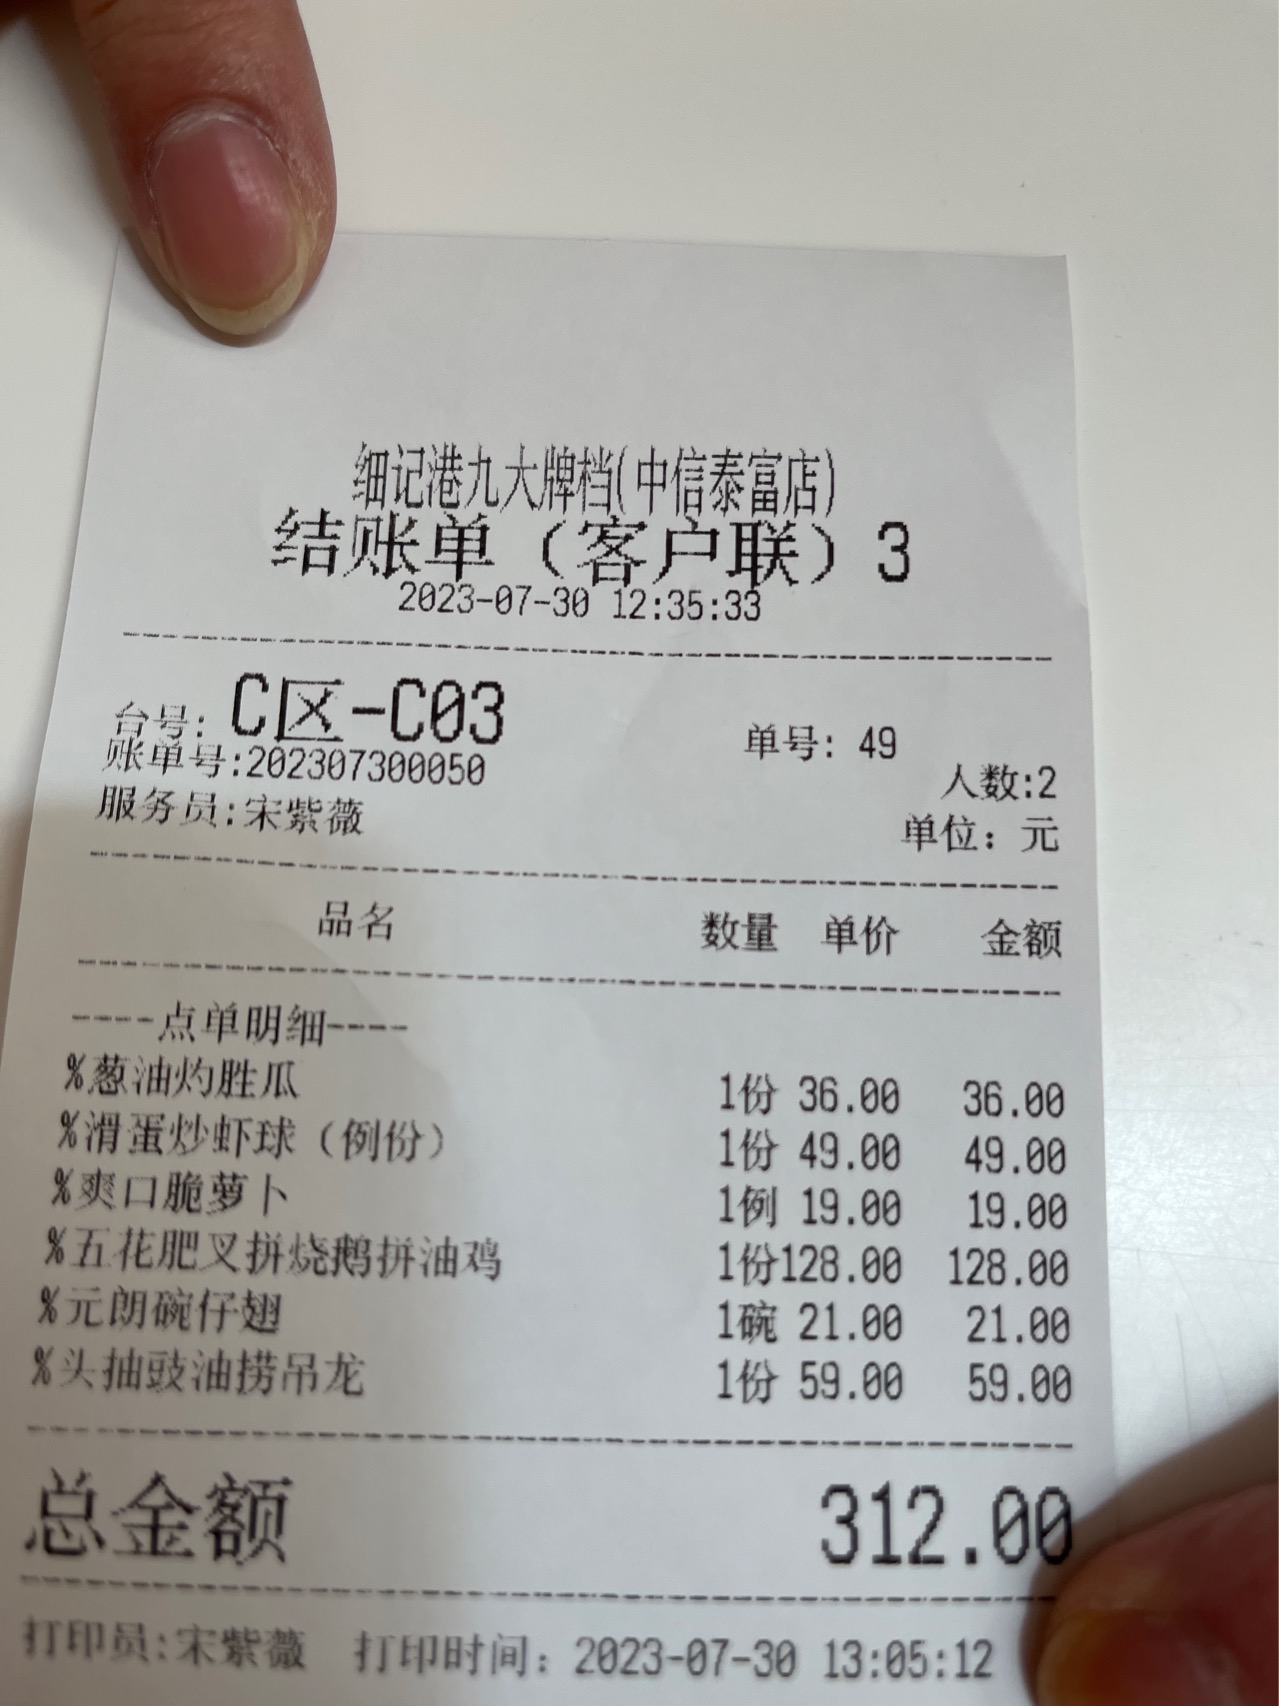 细记港九大牌档(中信泰富店)
结账单（客户联）3
2023-07-30 12:35:33
台号: C区-C03 单号: 49
账单号:202307300050 人数:2
服务员:宋紫薇 单位：元
品名 数量 单价 金额
----点单明细----
%葱油灼胜瓜 1份 36.00 36.00
%滑蛋炒虾球（例份） 1份 49.00 49.00
%爽口脆萝卜 1例 19.00 19.00
%五花肥叉拼烧鹅拼油鸡 1份128.00 128.00
%元朗碗仔翅 1碗 21.00 21.00
%头抽豉油捞吊龙 1份 59.00 59.00
总金额 312.00
打印员:宋紫薇 打印时间：2023-07-30 13:05:12